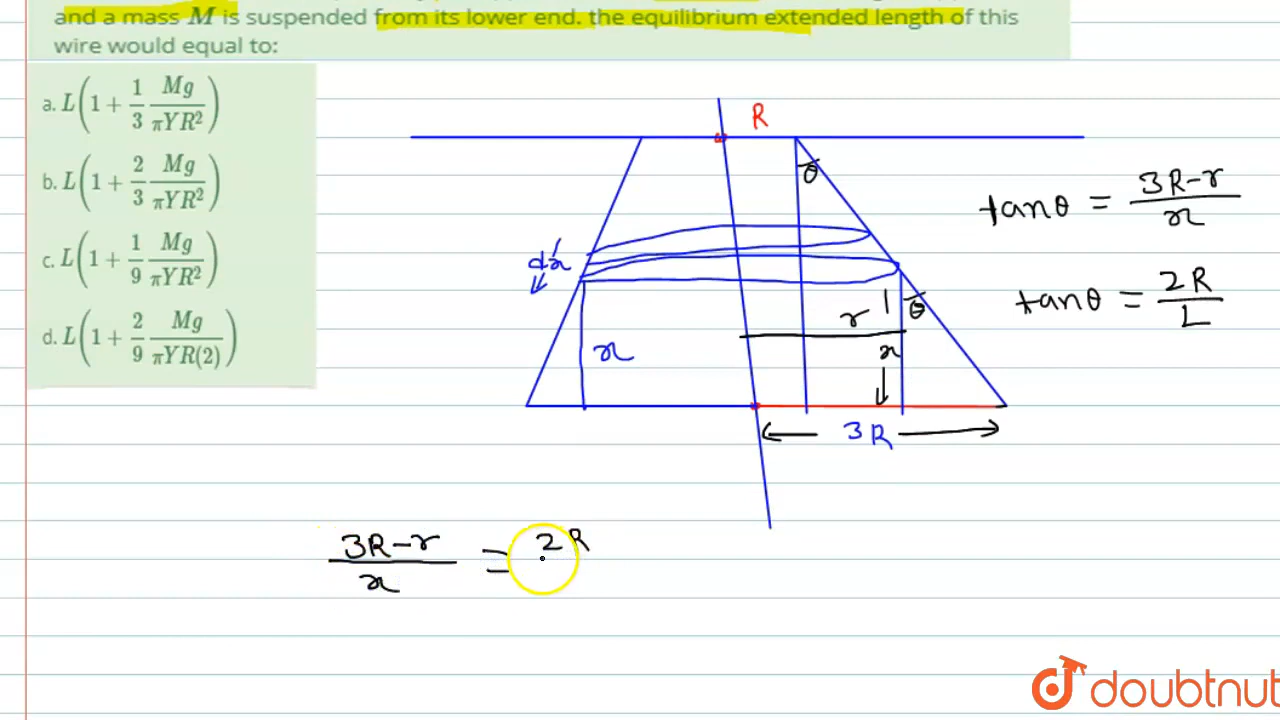 and a mass M is suspended from its lower end. the equilibrium extended length of this
wire would equal to:
a. L(1 + 1/3 Mg/πYR²)
b. L(1 + 2/3 Mg/πYR²)
c. L(1 + 1/9 Mg/πYR²)
d. L(1 + 2/9 Mg/πYR(2))
R
θ
tanθ = 3R-r/x
dx
r
θ
tanθ = 2R/L
x
x
3R
3R-r/x = 2R
doubtnut